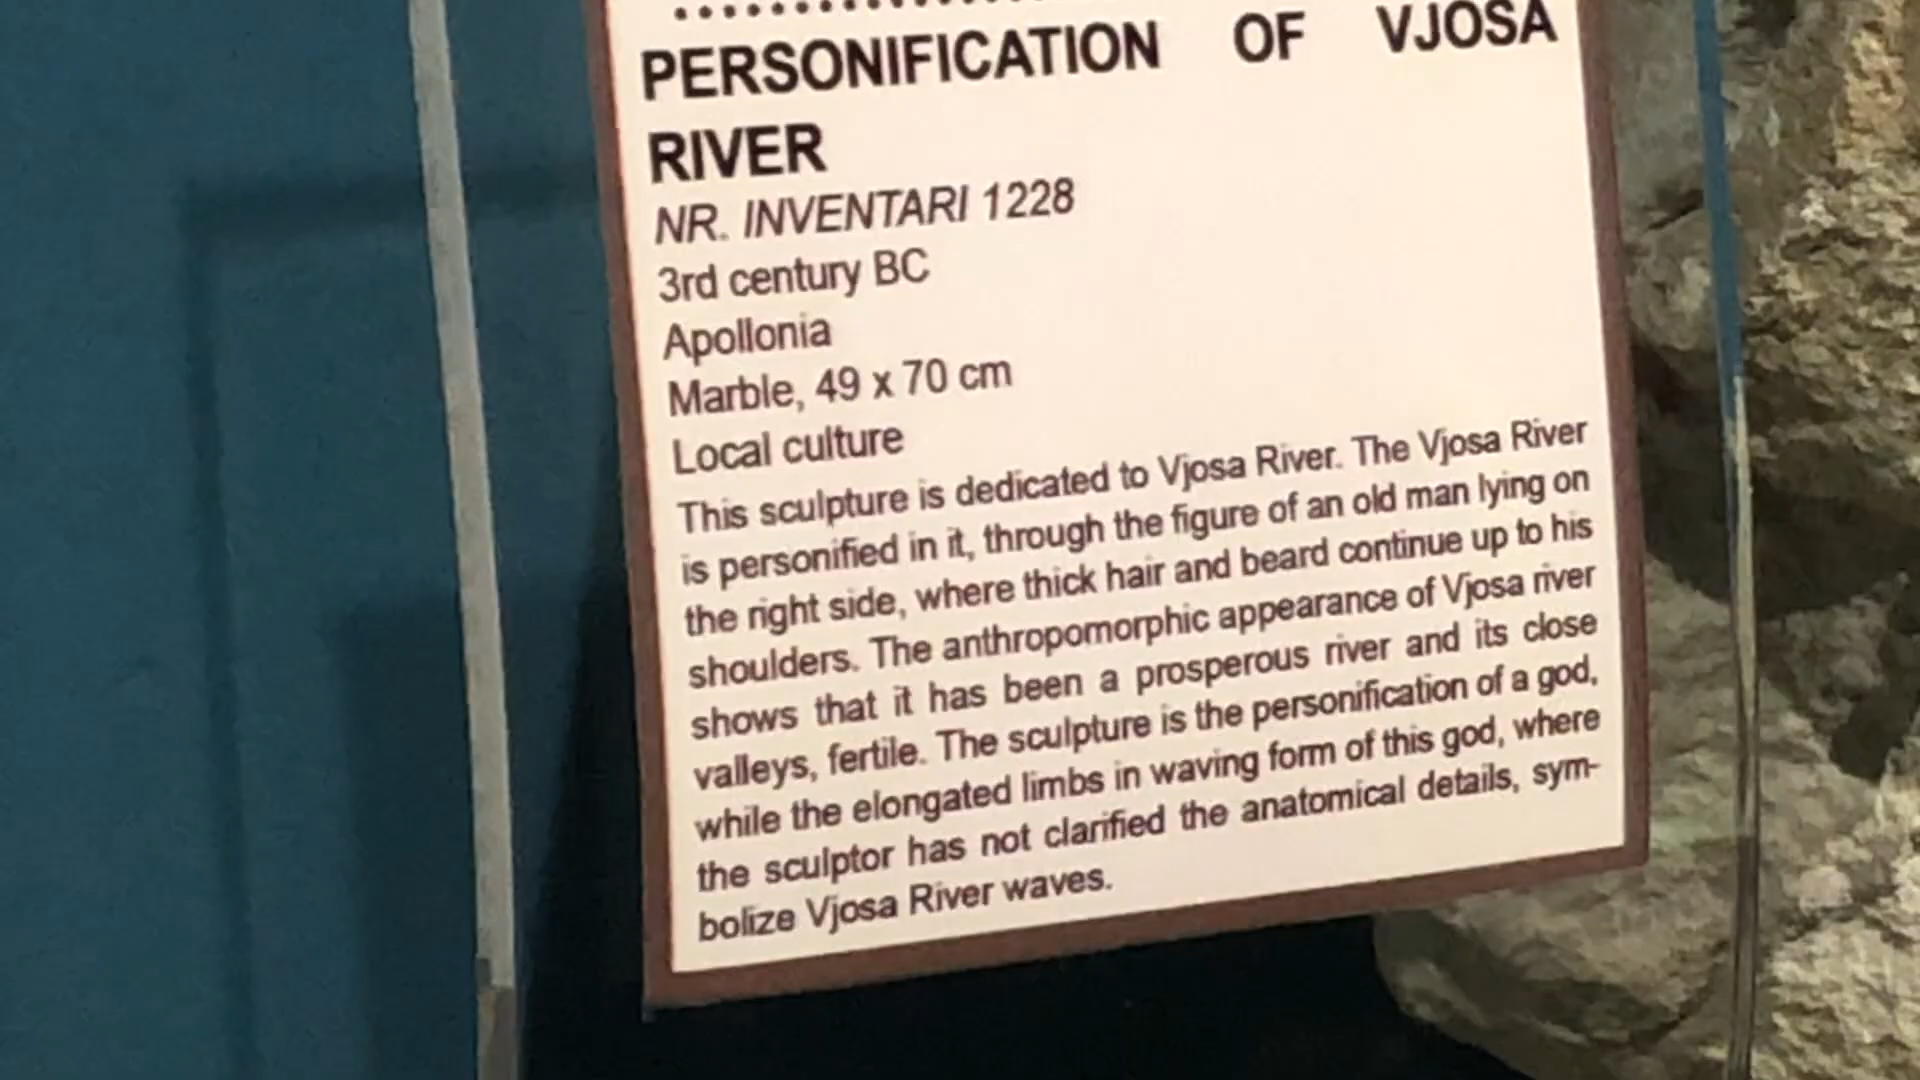 PERSONIFICATION OF VJOSA
RIVER
NR. INVENTARI 1228
3rd century BC
Apollonia
Marble, 49 x 70 cm
Local culture
This sculpture is dedicated to Vjosa River. The Vjosa River
is personified in it, through the figure of an old man lying on
the right side, where thick hair and beard continue up to his
shoulders. The anthropomorphic appearance of Vjosa river
shows that it has been a prosperous river and its close
valleys, fertile. The sculpture is the personification of a god,
while the elongated limbs in waving form of this god, where
the sculptor has not clarified the anatomical details, sym-
bolize Vjosa River waves.